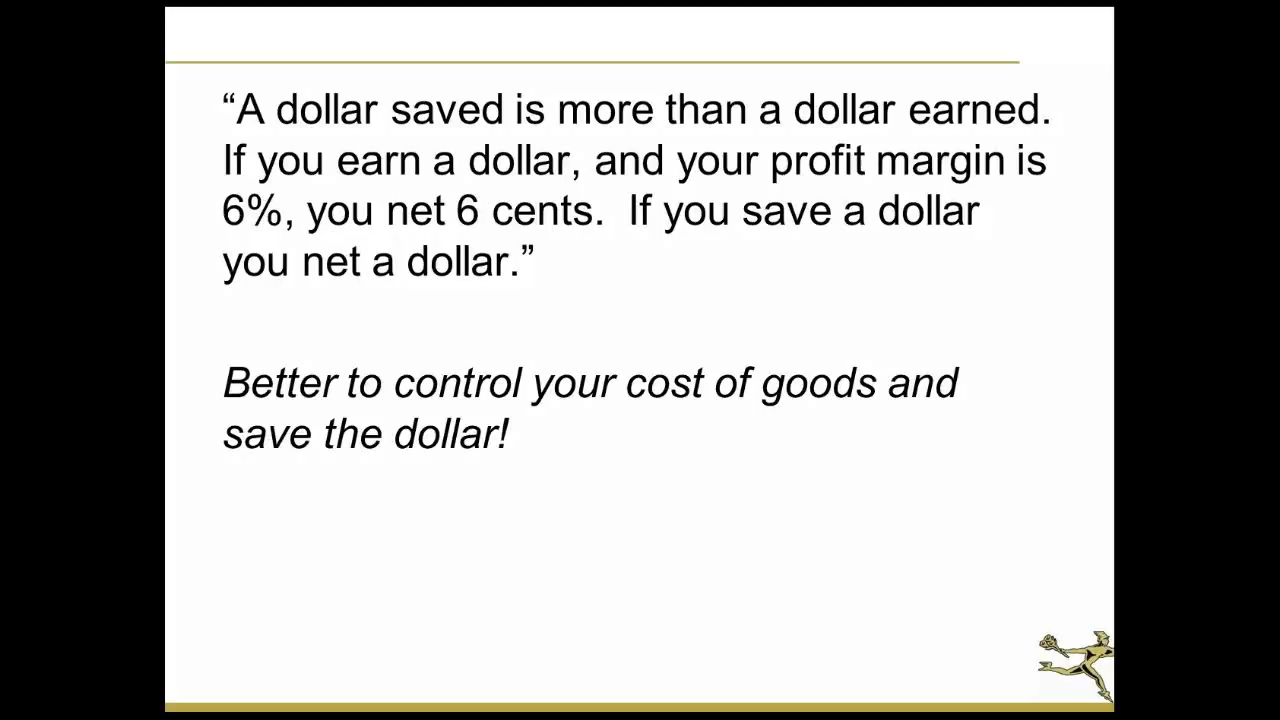 “A dollar saved is more than a dollar earned.
If you earn a dollar, and your profit margin is
6%, you net 6 cents.  If you save a dollar
you net a dollar.”
Better to control your cost of goods and
save the dollar!